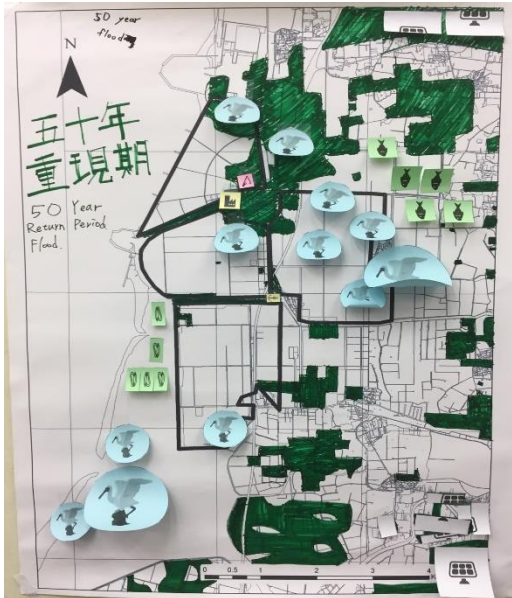 50 year
flood
N
五十年
重現期
50 Year
Return Period
Flood.
0 0.5 1 2 3 4